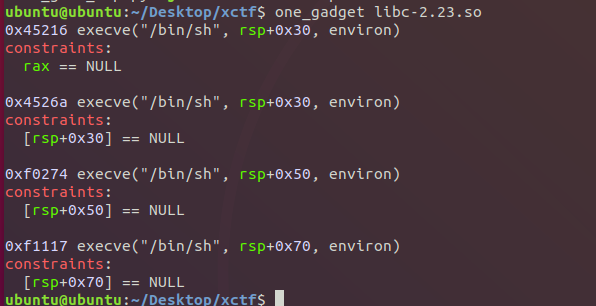 ubuntu@ubuntu:~/Desktop/xctf$ one_gadget libc-2.23.so
0x45216 execve("/bin/sh", rsp+0x30, environ)
constraints:
  rax == NULL

0x4526a execve("/bin/sh", rsp+0x30, environ)
constraints:
  [rsp+0x30] == NULL

0xf0274 execve("/bin/sh", rsp+0x50, environ)
constraints:
  [rsp+0x50] == NULL

0xf1117 execve("/bin/sh", rsp+0x70, environ)
constraints:
  [rsp+0x70] == NULL
ubuntu@ubuntu:~/Desktop/xctf$